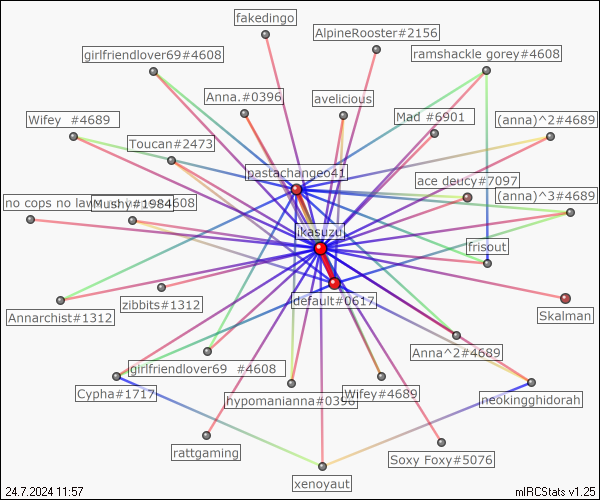 fakedingo
AlpineRooster#2156
girlfriendlover69#4608
ramshackle gorey#4608
Anna.#0396
avelicious
Wifey #4689
Mad #6901
(anna)^2#4689
Toucan#2473
pastachangeo41
ace deucy#7097
(anna)^3#4689
no cops no law
Mushy#1984
4608
ikasuzu
frisout
default#0617
zibbits#1312
Annarchist#1312
Skalman
Anna^2#4689
girlfriendlover69 #4608
Cypha#1717
hypomanianna#0396
Wifey#4689
neokingghidorah
rattgaming
Soxy Foxy#5076
xenoyaut
24.7.2024 11:57
mIRCStats v1.25